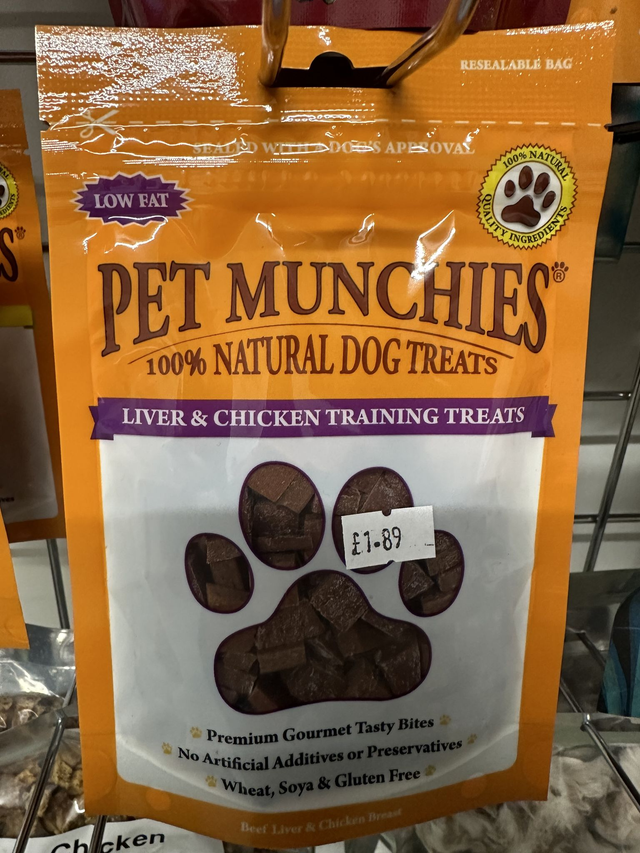 RESEALABLE BAG
SEALED WITH A DOG'S APPROVAL
LOW FAT
100% NATURAL
QUALITY INGREDIENTS
PET MUNCHIES®
100% NATURAL DOG TREATS
LIVER & CHICKEN TRAINING TREATS
£1-89
Premium Gourmet Tasty Bites
No Artificial Additives or Preservatives
Wheat, Soya & Gluten Free
Beef Liver & Chicken Breast
Chicken